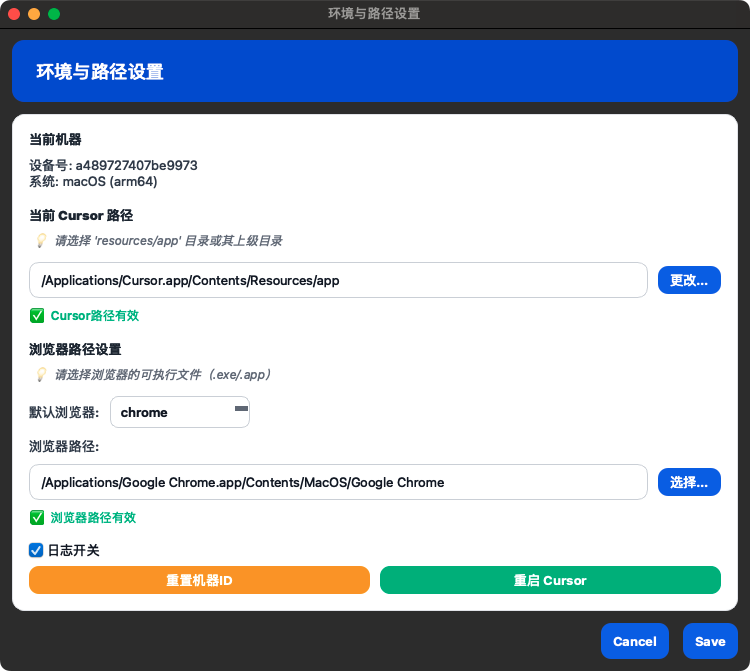 环境与路径设置
环境与路径设置
当前机器
设备号: a489727407be9973
系统: macOS (arm64)
当前 Cursor 路径
💡 请选择 'resources/app' 目录或其上级目录
/Applications/Cursor.app/Contents/Resources/app
更改...
✅ Cursor路径有效
浏览器路径设置
💡 请选择浏览器的可执行文件（.exe/.app）
默认浏览器: chrome
浏览器路径:
/Applications/Google Chrome.app/Contents/MacOS/Google Chrome
选择...
✅ 浏览器路径有效
日志开关
重置机器ID
重启 Cursor
Cancel
Save